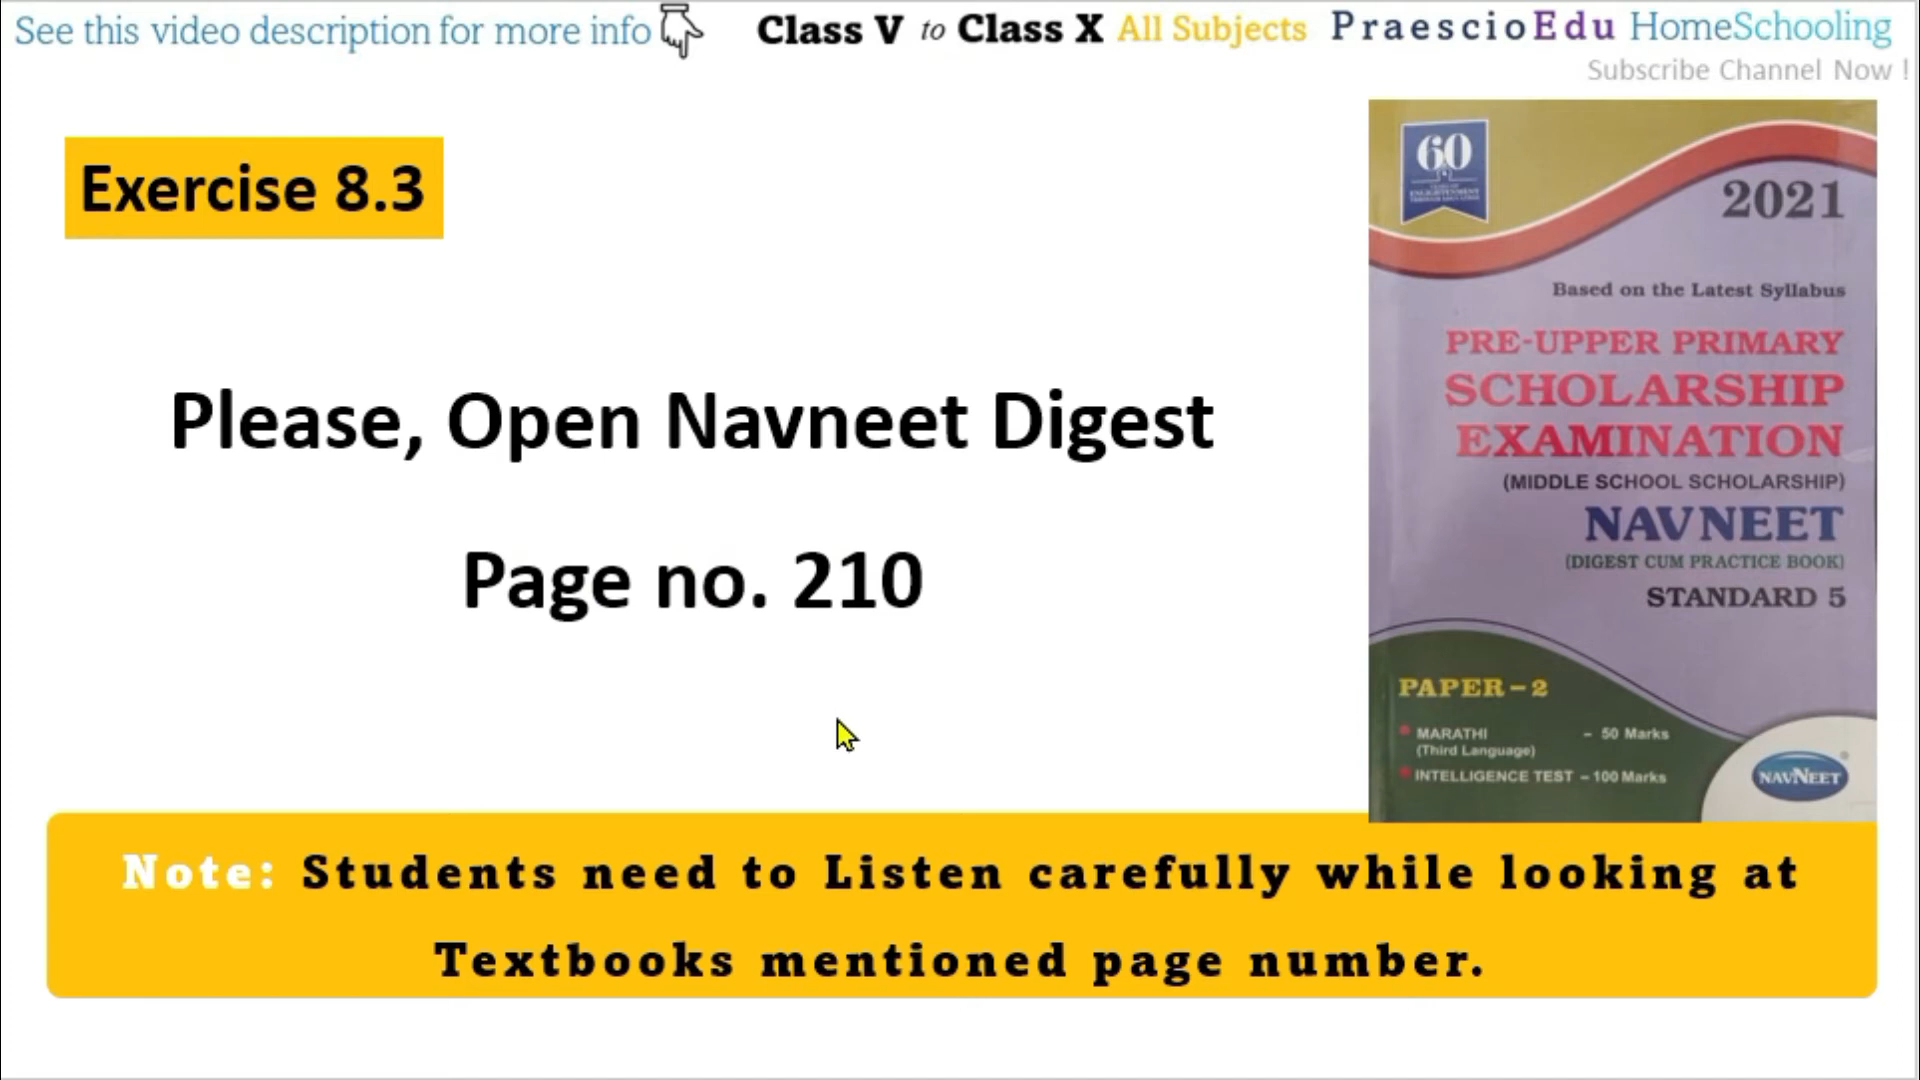 See this video description for more info
Class V to Class X All Subjects PraescioEdu HomeSchooling
Subscribe Channel Now !
Exercise 8.3
Please, Open Navneet Digest
Page no. 210
60
2021
Based on the Latest Syllabus
PRE-UPPER PRIMARY
SCHOLARSHIP
EXAMINATION
(MIDDLE SCHOOL SCHOLARSHIP)
NAVNEET
(DIGEST CUM PRACTICE BOOK)
STANDARD 5
PAPER – 2
MARATHI – 50 Marks
(Third Language)
INTELLIGENCE TEST – 100 Marks
NAVNEET
Note: Students need to Listen carefully while looking at
Textbooks mentioned page number.